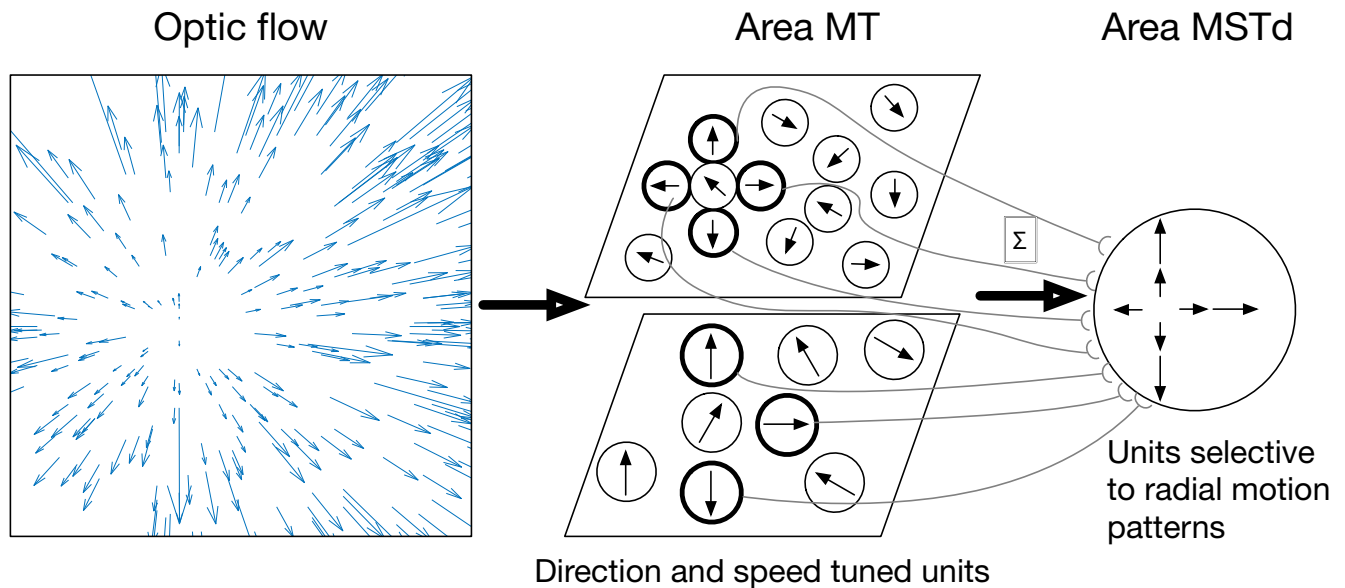 Optic flow
Area MT
Area MSTd
Σ
Units selective
to radial motion
patterns
Direction and speed tuned units